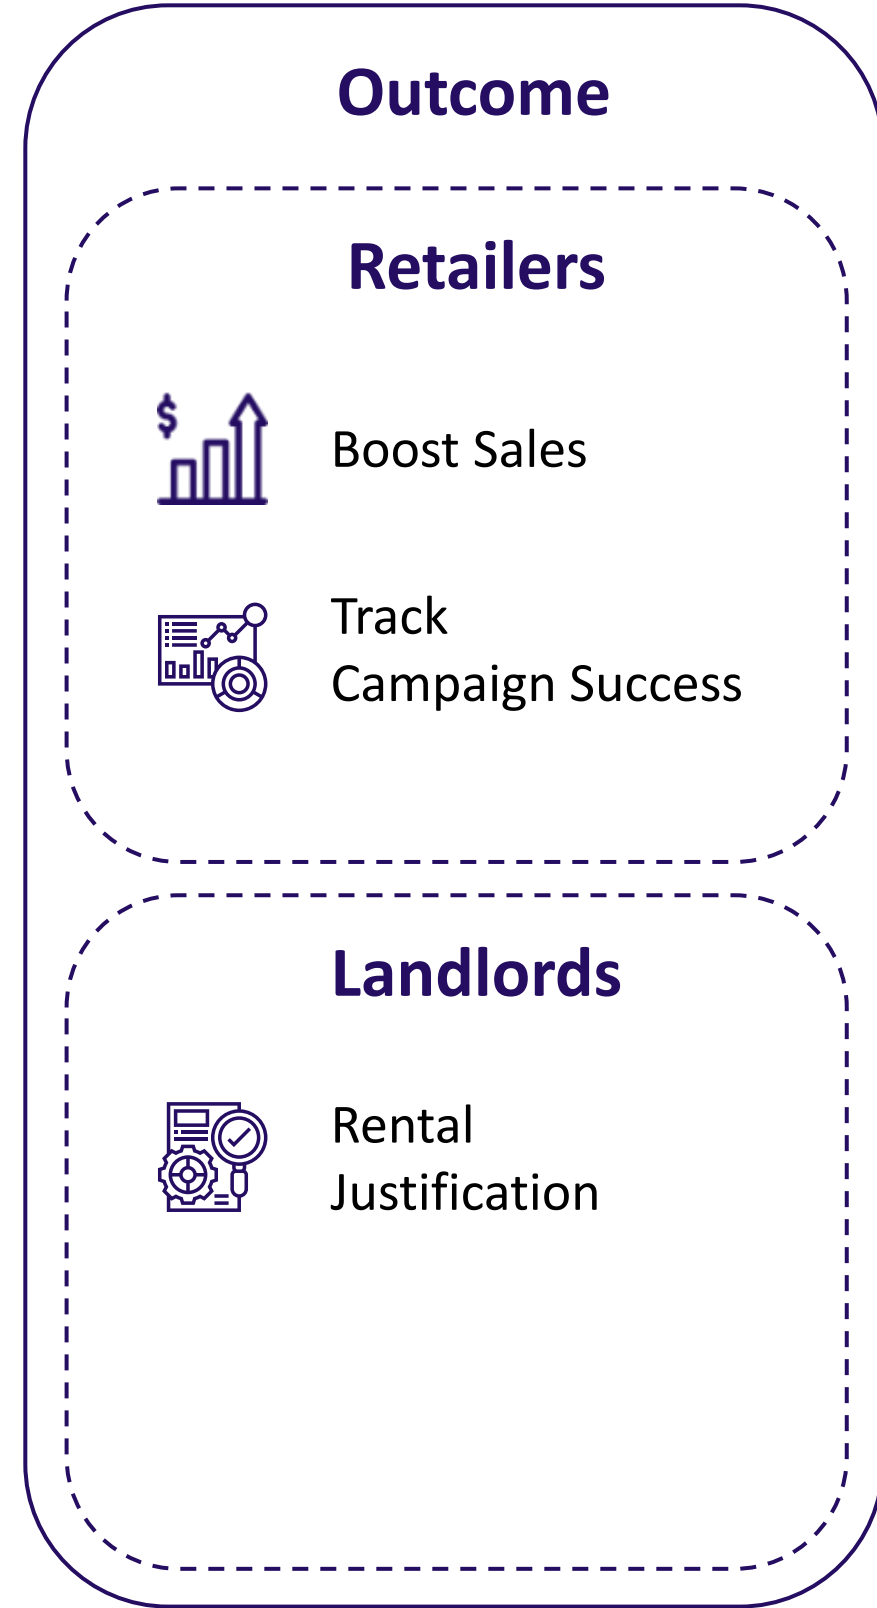 Outcome
Retailers
$
Boost Sales
Track
Campaign Success
Landlords
Rental
Justification